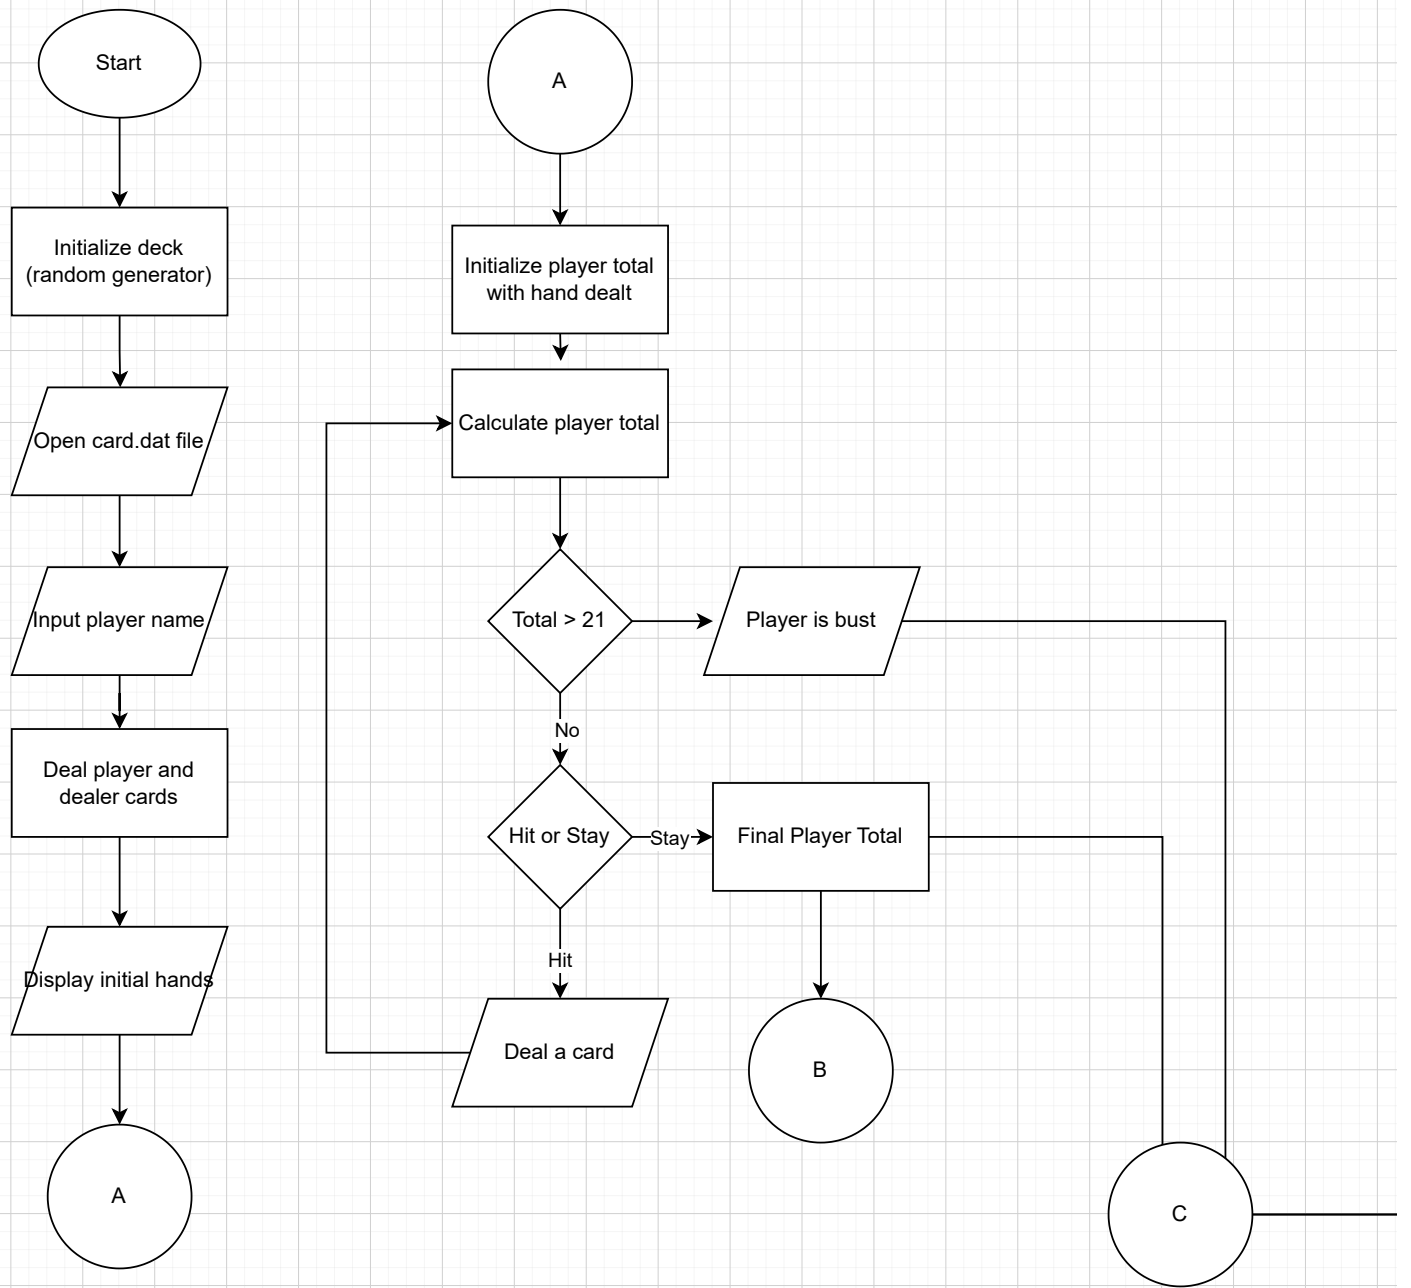 Start
Initialize deck
(random generator)
Open card.dat file
Input player name
Deal player and
dealer cards
Display initial hands
A
A
Initialize player total
with hand dealt
Calculate player total
Total > 21
Player is bust
No
Hit or Stay
Stay
Final Player Total
Hit
Deal a card
B
C